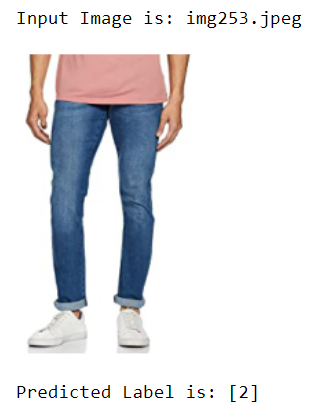 Input Image is: img253.jpeg
Predicted Label is: [2]